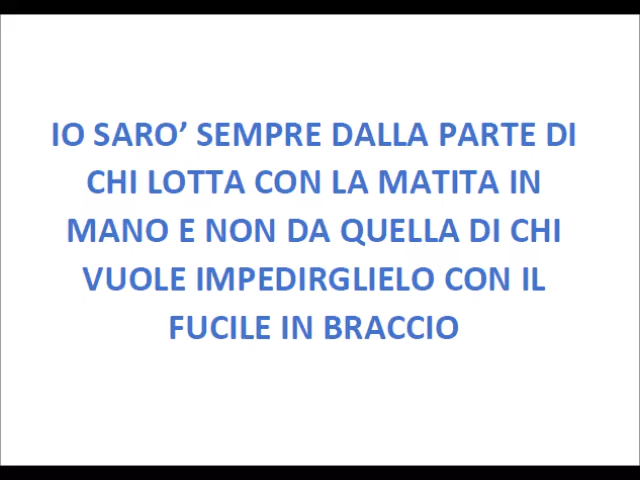 IO SARO’ SEMPRE DALLA PARTE DI
CHI LOTTA CON LA MATITA IN
MANO E NON DA QUELLA DI CHI
VUOLE IMPEDIRGLIELO CON IL
FUCILE IN BRACCIO